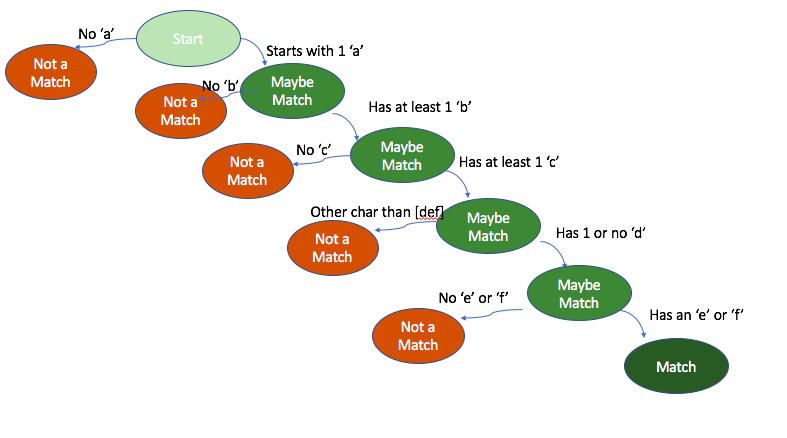 No ‘a’
Start
Starts with 1 ‘a’
Not a
Match
No ‘b’
Maybe
Match
Not a
Match
Has at least 1 ‘b’
No ‘c’
Maybe
Match
Not a
Match
Has at least 1 ‘c’
Other char than [def]
Maybe
Match
Not a
Match
Has 1 or no ‘d’
Maybe
Match
No ‘e’ or ‘f’
Has an ‘e’ or ‘f’
Not a
Match
Match